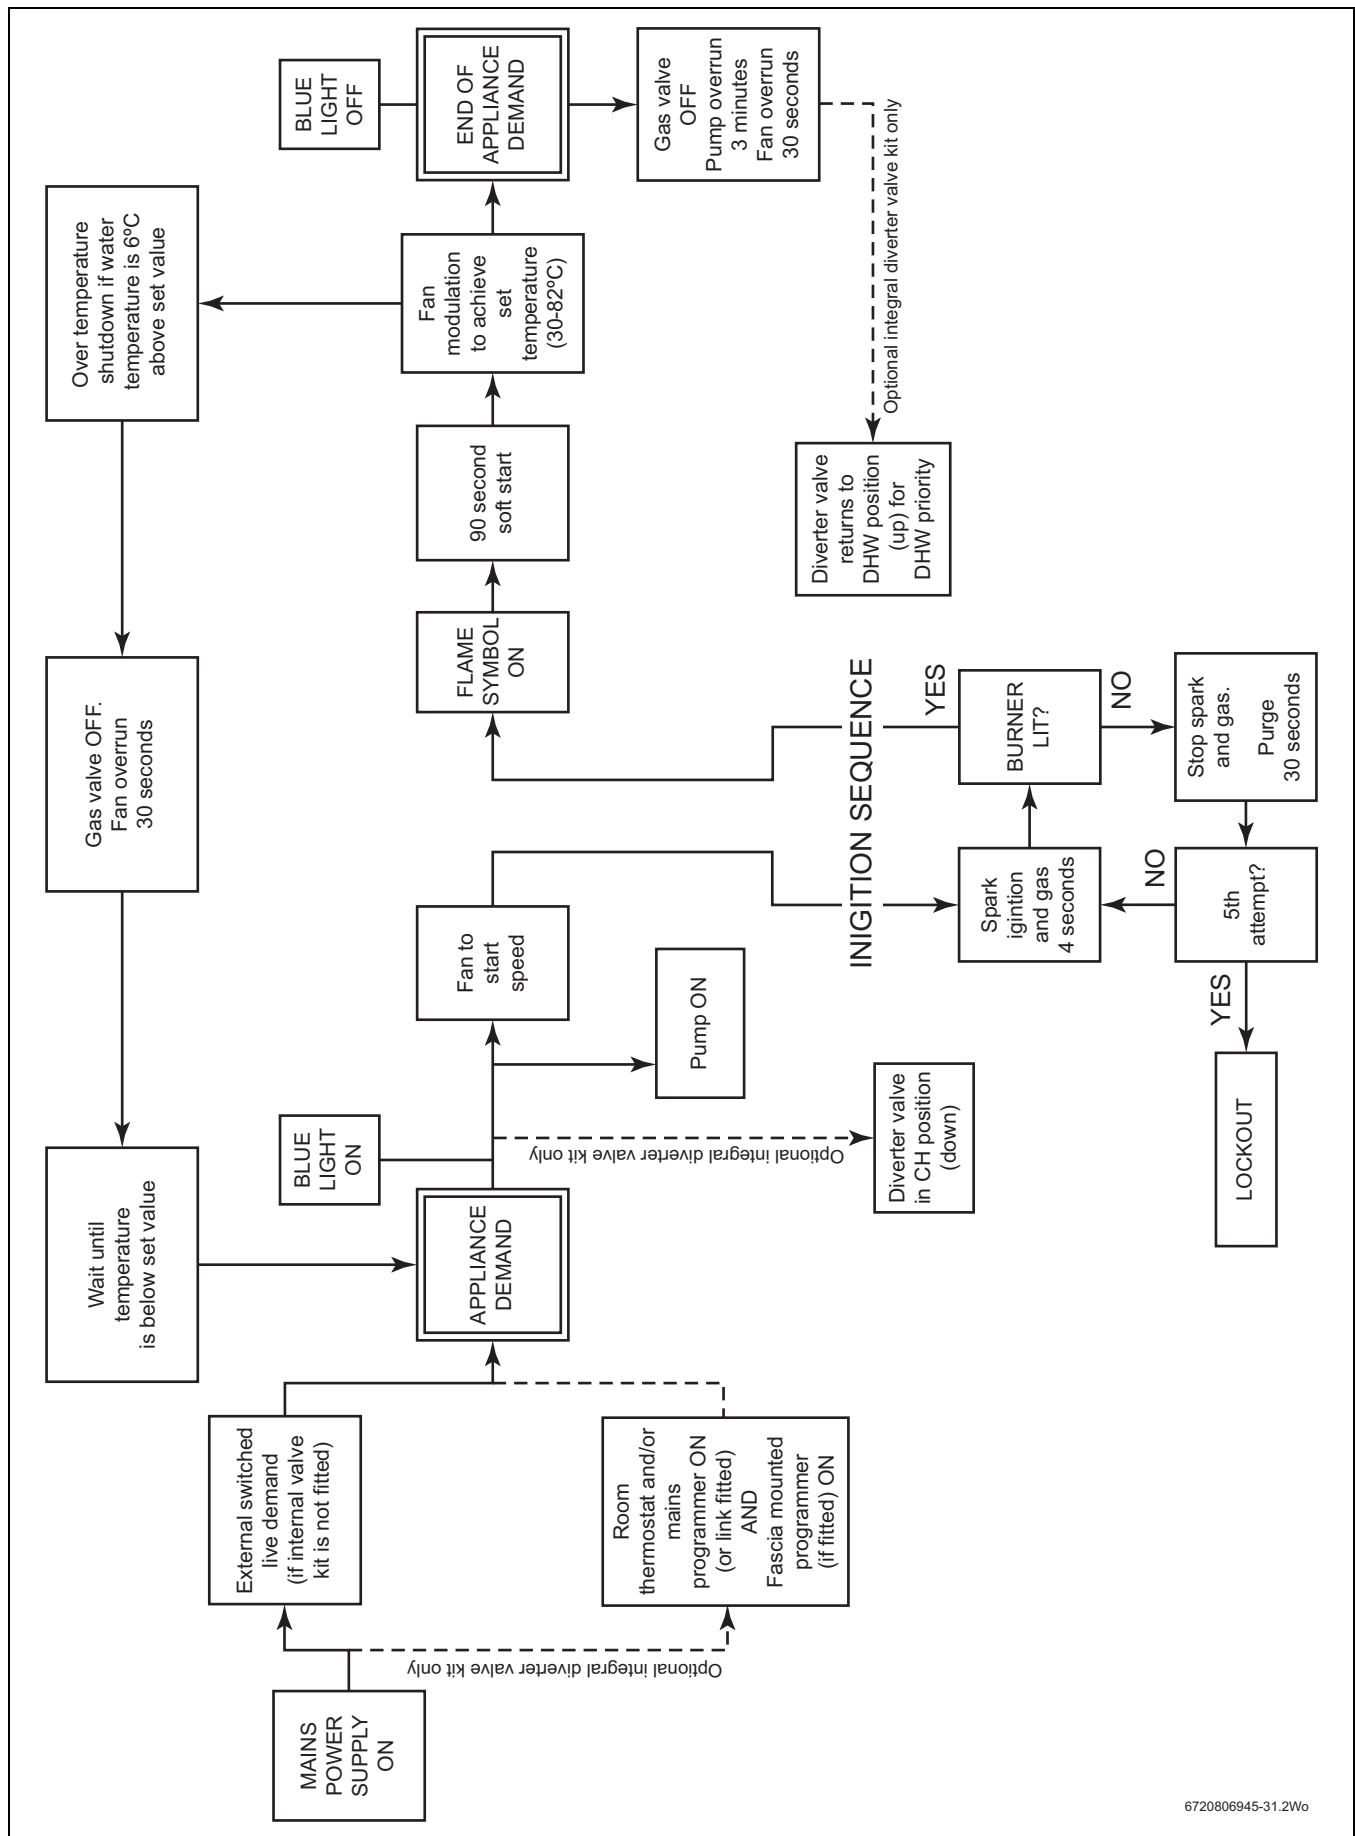 MAINS
POWER
SUPPLY
ON
Optional integral diverter valve kit only
External switched
live demand
(if internal valve
kit is not fitted)
Room
thermostat and/or
mains
programmer ON
(or link fitted)
AND
Fascia mounted
programmer
(if fitted) ON
Wait until
temperature
is below set value
APPLIANCE
DEMAND
BLUE
LIGHT
ON
Optional integral diverter valve kit only
Diverter valve
in CH position
(down)
Pump ON
Fan to
start
speed
INIGITION SEQUENCE
Spark
igintion
and gas
4 seconds
BURNER
LIT?
YES
NO
Stop spark
and gas.
Purge
30 seconds
5th
attempt?
NO
YES
LOCKOUT
FLAME
SYMBOL
ON
90 second
soft start
Fan
modulation
to achieve
set
temperature
(30-82ºC)
Over temperature
shutdown if water
temperature is 6ºC
above set value
Gas valve OFF.
Fan overrun
30 seconds
END OF
APPLIANCE
DEMAND
BLUE
LIGHT
OFF
Gas valve
OFF
Pump overrun
3 minutes
Fan overrun
30 seconds
Optional integral diverter valve kit only
Diverter valve
returns to
DHW position
(up) for
DHW priority
6720806945-31.2Wo